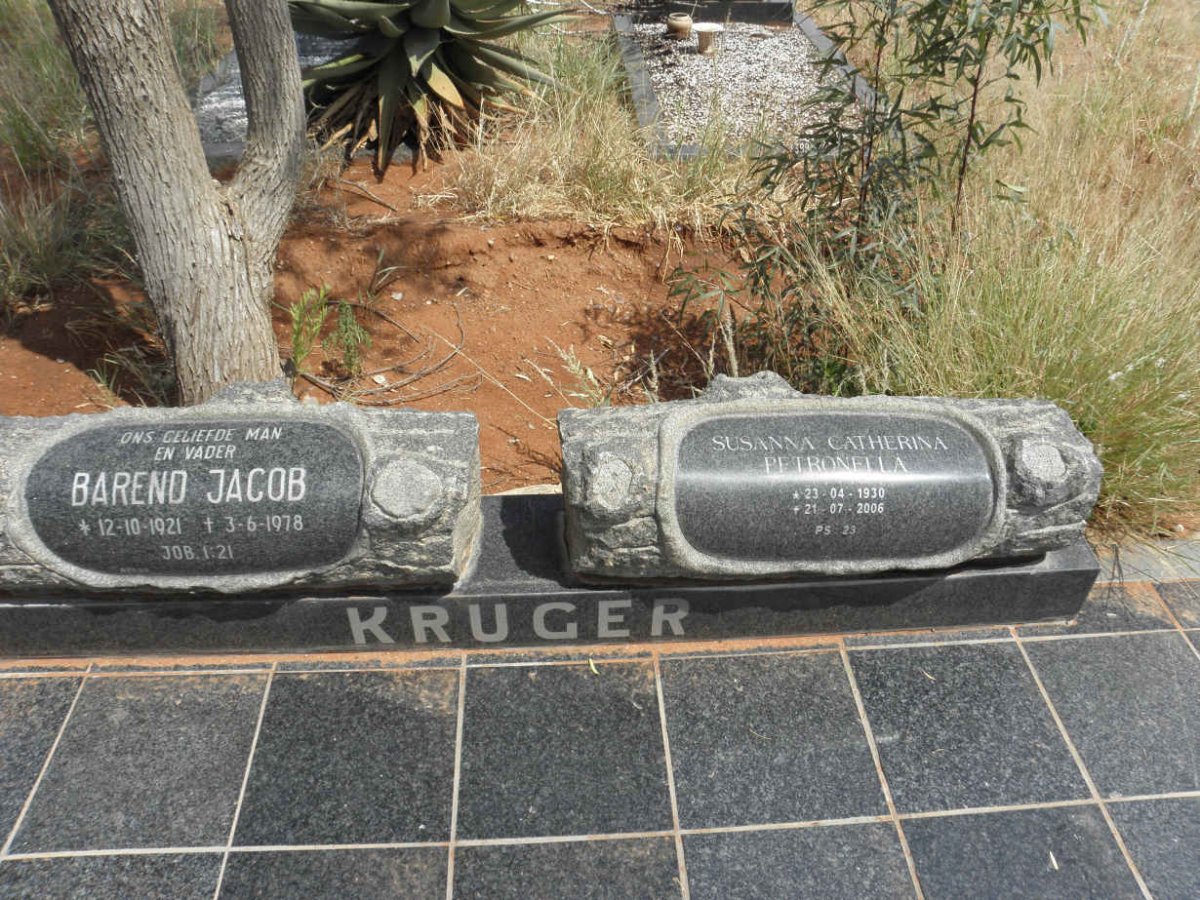 ONS GELIEFDE MAN
EN VADER
BAREND JACOB
* 12-10-1921 † 3-6-1978
JOB. 1:21
SUSANNA CATHERINA
PETRONELLA
* 23 - 04 - 1930
+ 21 - 07 - 2006
PS 23
KRUGER